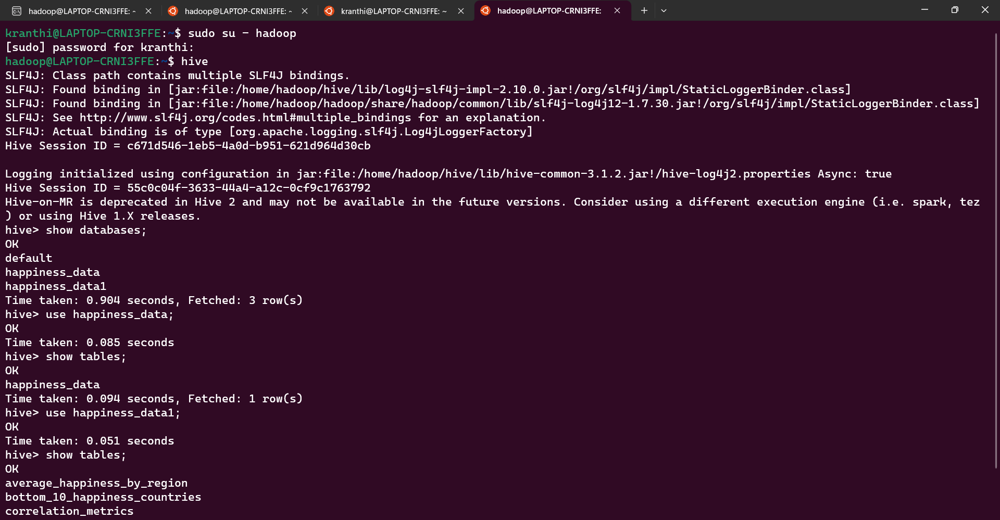 hadoop@LAPTOP-CRNI3FFE: ~
hadoop@LAPTOP-CRNI3FFE: ~
kranthi@LAPTOP-CRNI3FFE: ~
hadoop@LAPTOP-CRNI3FFE:
kranthi@LAPTOP-CRNI3FFE:~$ sudo su - hadoop
[sudo] password for kranthi:
hadoop@LAPTOP-CRNI3FFE:~$ hive
SLF4J: Class path contains multiple SLF4J bindings.
SLF4J: Found binding in [jar:file:/home/hadoop/hive/lib/log4j-slf4j-impl-2.10.0.jar!/org/slf4j/impl/StaticLoggerBinder.class]
SLF4J: Found binding in [jar:file:/home/hadoop/hadoop/share/hadoop/common/lib/slf4j-log4j12-1.7.30.jar!/org/slf4j/impl/StaticLoggerBinder.class]
SLF4J: See http://www.slf4j.org/codes.html#multiple_bindings for an explanation.
SLF4J: Actual binding is of type [org.apache.logging.slf4j.Log4jLoggerFactory]
Hive Session ID = c671d546-1eb5-4a0d-b951-621d964d30cb
Logging initialized using configuration in jar:file:/home/hadoop/hive/lib/hive-common-3.1.2.jar!/hive-log4j2.properties Async: true
Hive Session ID = 55c0c04f-3633-44a4-a12c-0cf9c1763792
Hive-on-MR is deprecated in Hive 2 and may not be available in the future versions. Consider using a different execution engine (i.e. spark, tez
) or using Hive 1.X releases.
hive> show databases;
OK
default
happiness_data
happiness_data1
Time taken: 0.904 seconds, Fetched: 3 row(s)
hive> use happiness_data;
OK
Time taken: 0.085 seconds
hive> show tables;
OK
happiness_data
Time taken: 0.094 seconds, Fetched: 1 row(s)
hive> use happiness_data1;
OK
Time taken: 0.051 seconds
hive> show tables;
OK
average_happiness_by_region
bottom_10_happiness_countries
correlation_metrics